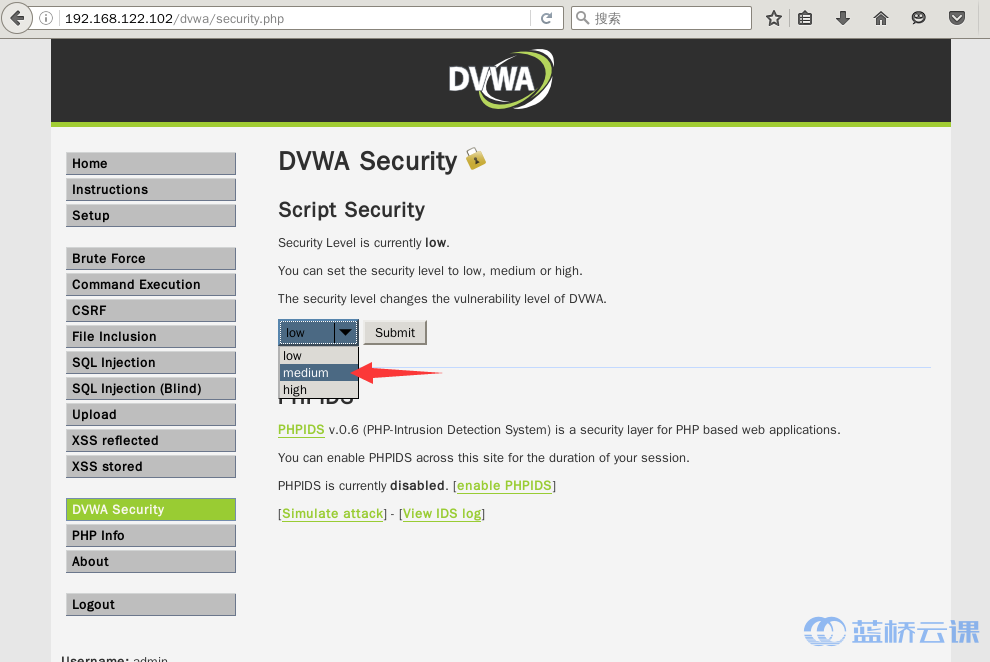 192.168.122.102/dvwa/security.php
搜索
DVWA
Home
Instructions
Setup
Brute Force
Command Execution
CSRF
File Inclusion
SQL Injection
SQL Injection (Blind)
Upload
XSS reflected
XSS stored
DVWA Security
PHP Info
About
Logout
Username: admin
DVWA Security
Script Security
Security Level is currently low.
You can set the security level to low, medium or high.
The security level changes the vulnerability level of DVWA.
low Submit
low
medium
high
PHPIDS
PHPIDS v.0.6 (PHP-Intrusion Detection System) is a security layer for PHP based web applications.
You can enable PHPIDS across this site for the duration of your session.
PHPIDS is currently disabled. [enable PHPIDS]
[Simulate attack] - [View IDS log]
蓝桥云课